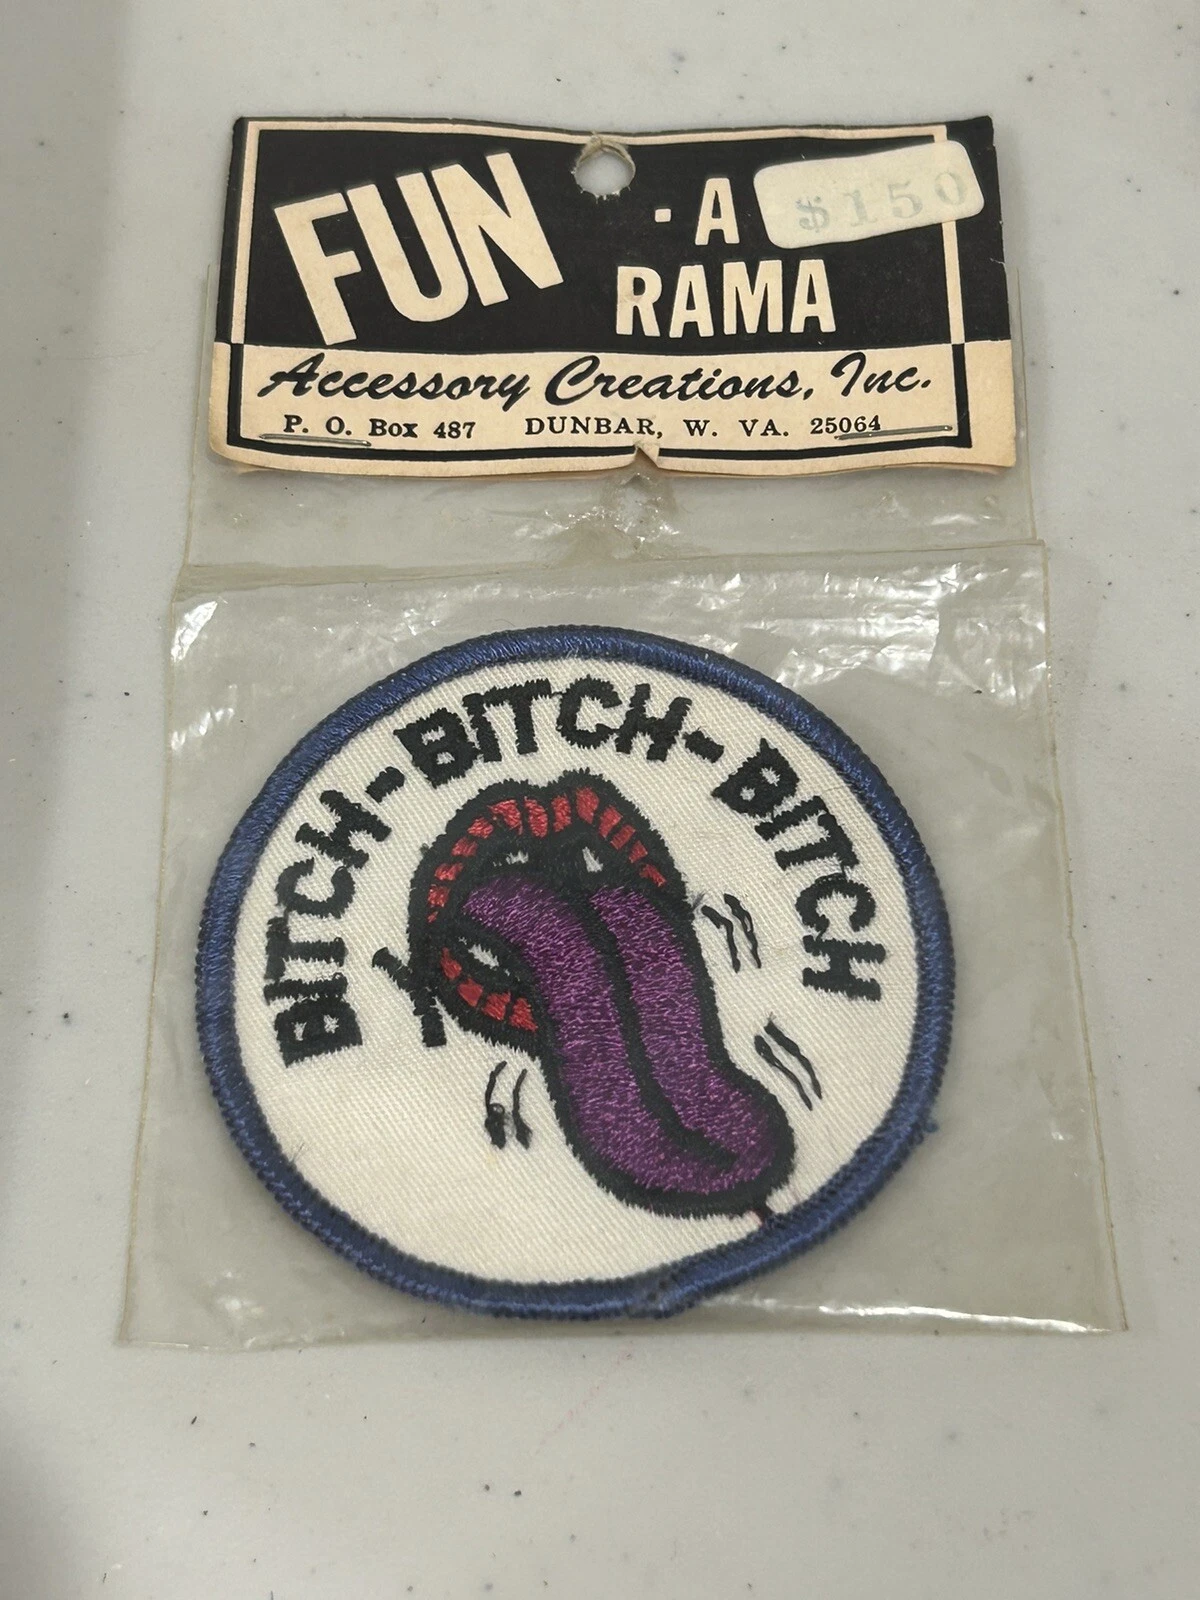 FUN
- A
$150
RAMA
Accessory Creations, Inc.
P. O. Box 487 DUNBAR, W. VA. 25064
BITCH-BITCH-BITCH